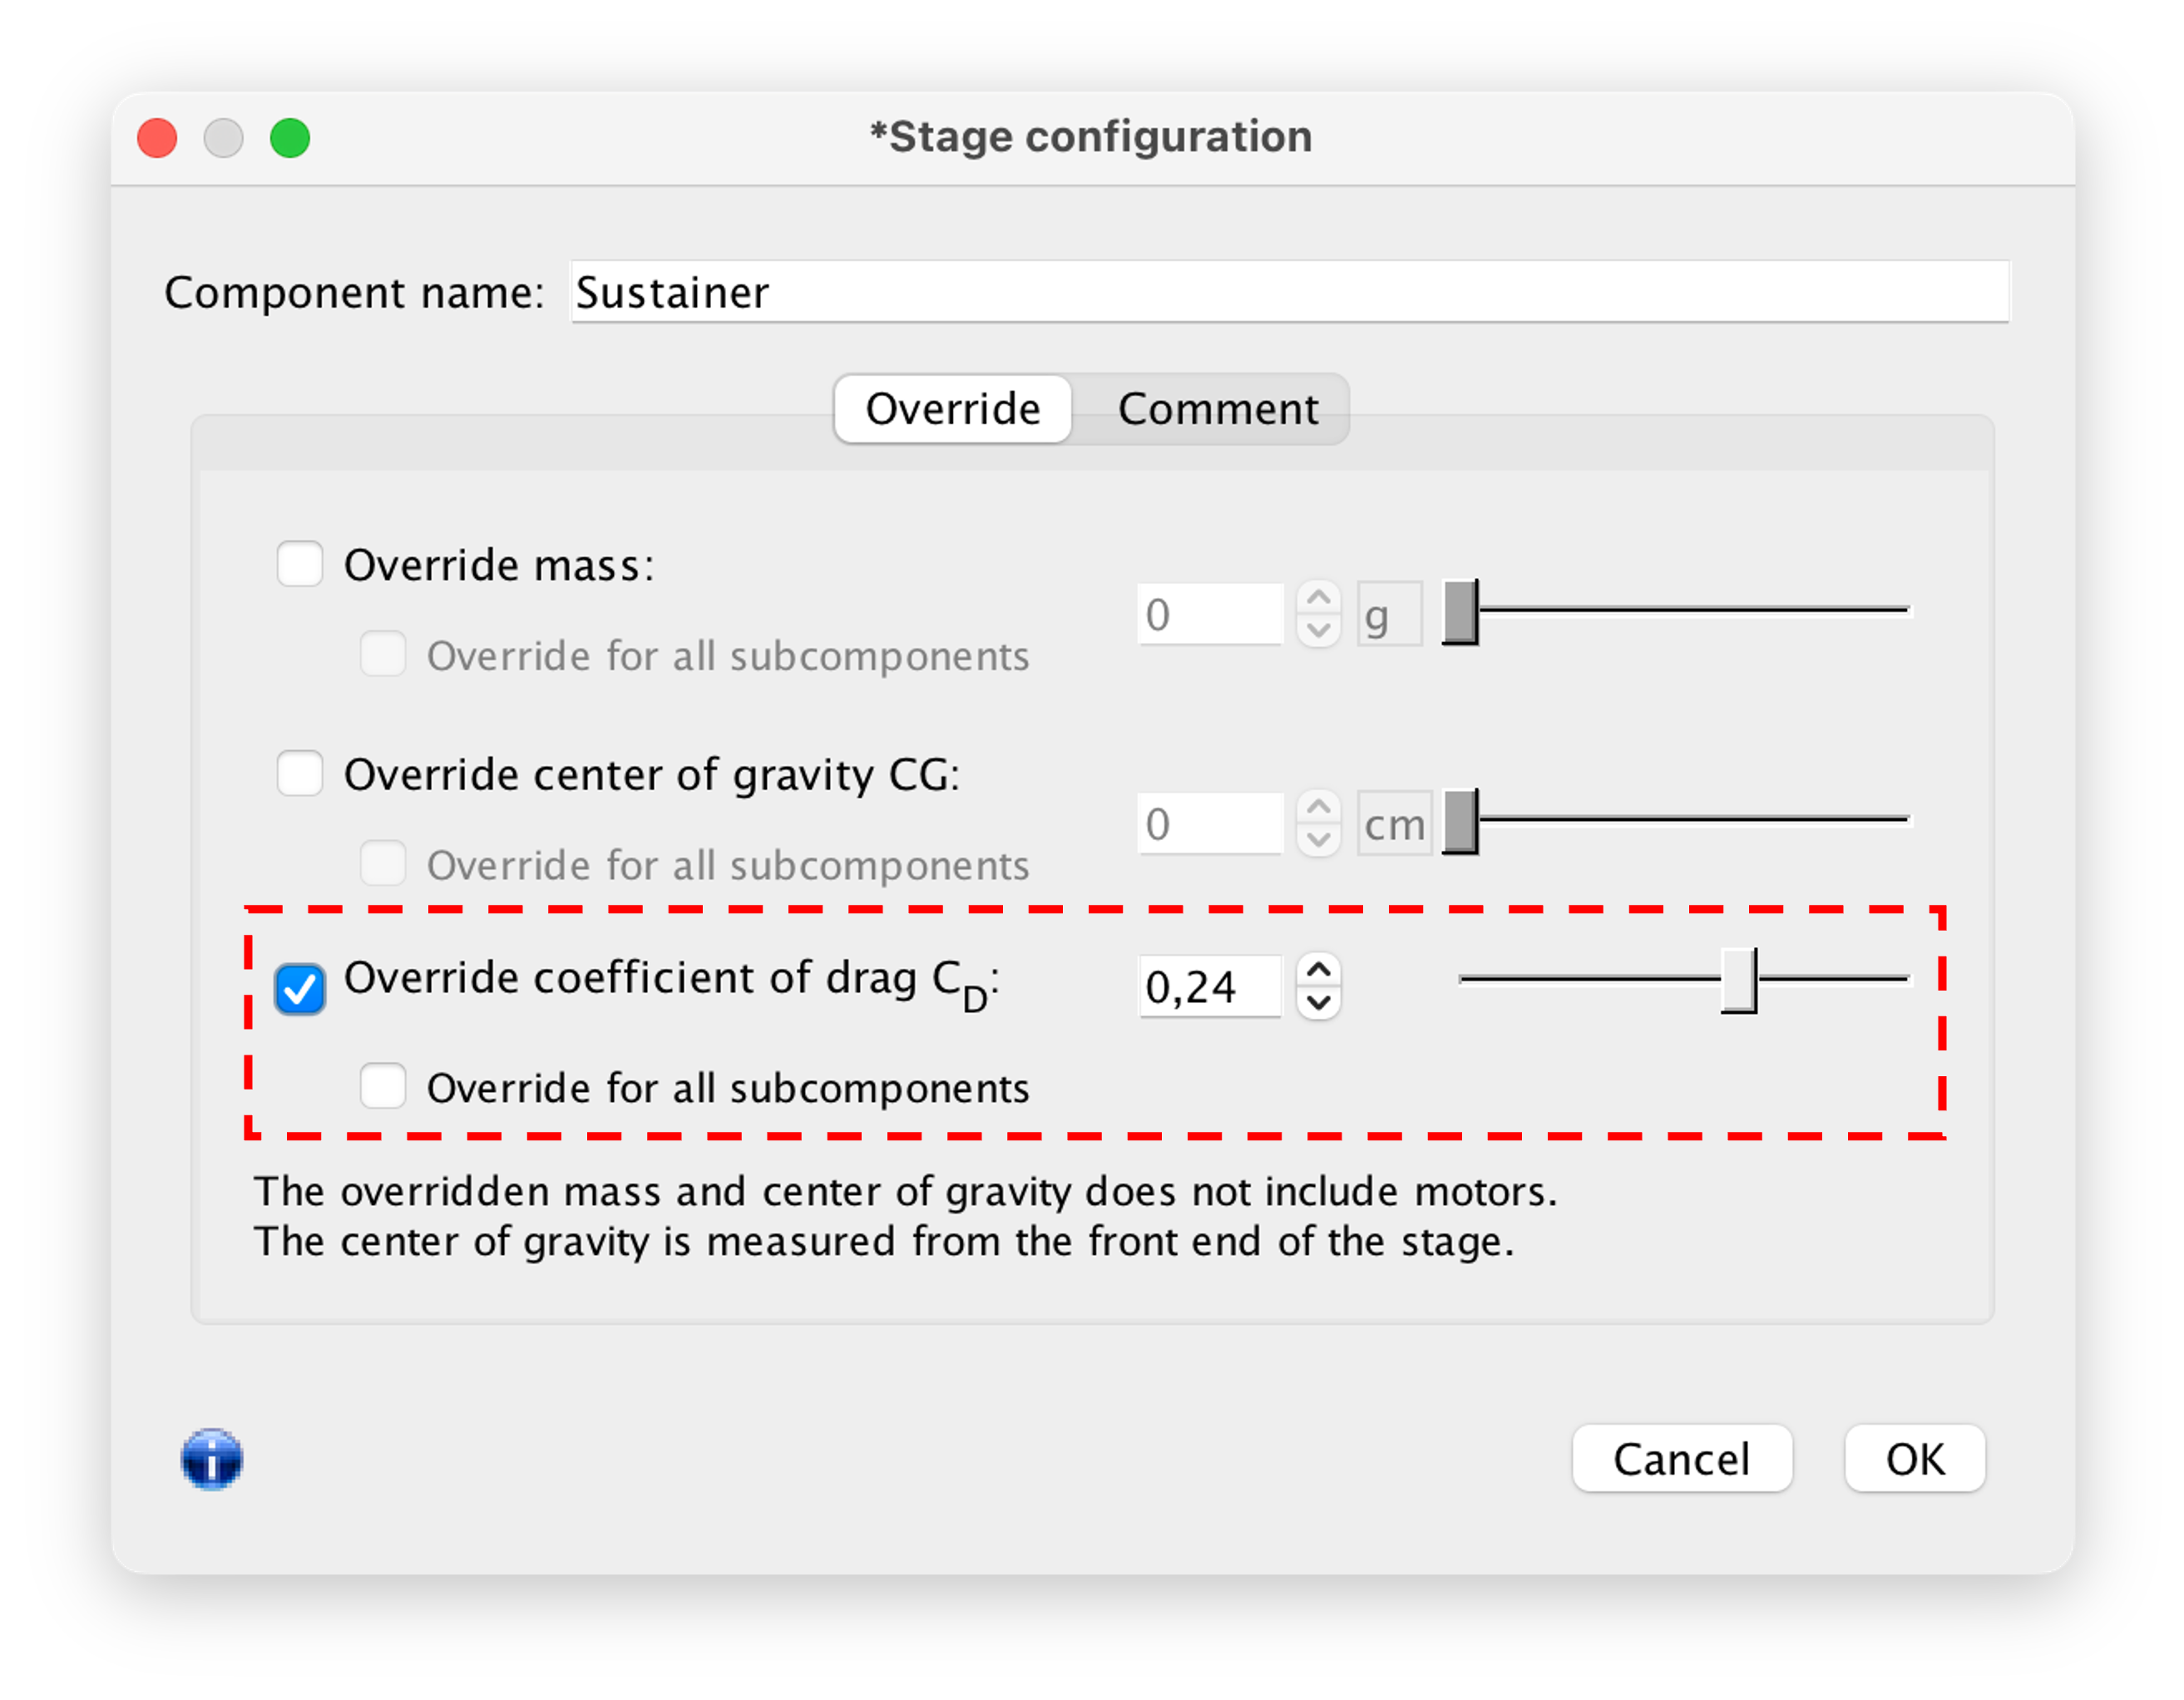 *Stage configuration
Component name: Sustainer
Override Comment
Override mass:
0 g
Override for all subcomponents
Override center of gravity CG:
0 cm
Override for all subcomponents
Override coefficient of drag CD: 0,24
Override for all subcomponents
The overridden mass and center of gravity does not include motors.
The center of gravity is measured from the front end of the stage.
i
Cancel OK